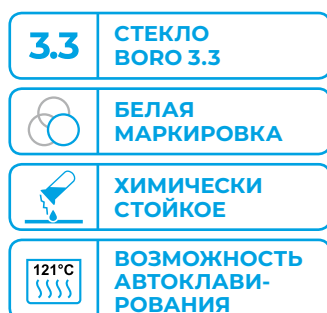 3.3
СТЕКЛО
BORO 3.3
БЕЛАЯ
МАРКИРОВКА
ХИМИЧЕСКИ
СТОЙКОЕ
121°C
ВОЗМОЖНОСТЬ
АВТОКЛАВИ-
РОВАНИЯ